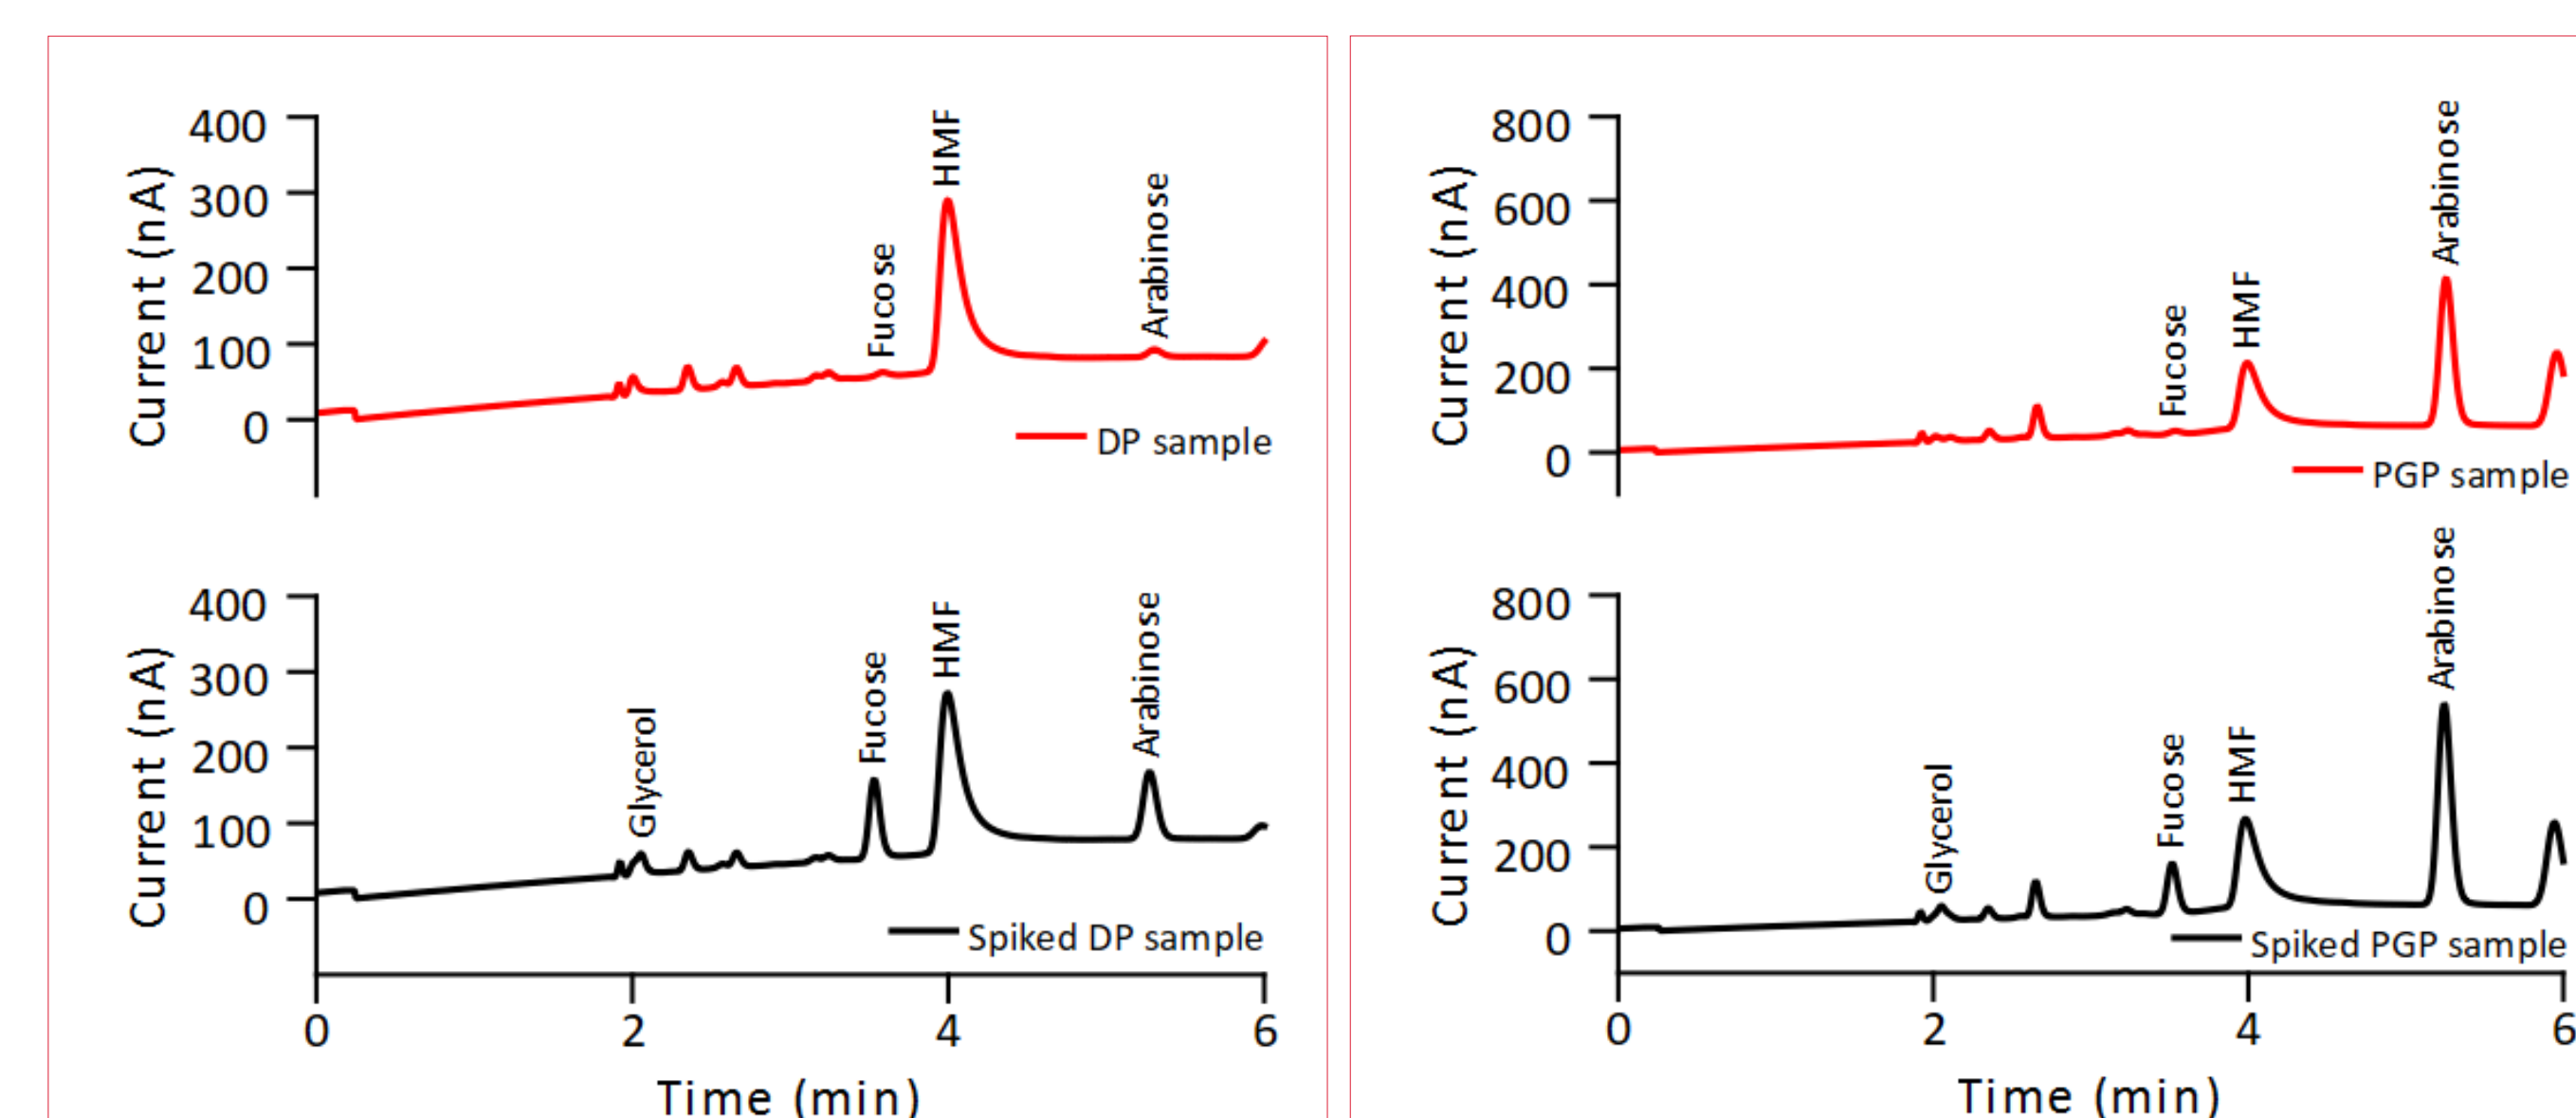 400
300
200
100
0
Current (nA)
Fucose
HMF
Arabinose
DP sample
400
300
200
100
0
Current (nA)
Glycerol
Fucose
HMF
Arabinose
Spiked DP sample
0 2 4 6
Time (min)
800
600
400
200
0
Current (nA)
Fucose
HMF
Arabinose
PGP sample
800
600
400
200
0
Current (nA)
Glycerol
Fucose
HMF
Arabinose
Spiked PGP sample
0 2 4 6
Time (min)